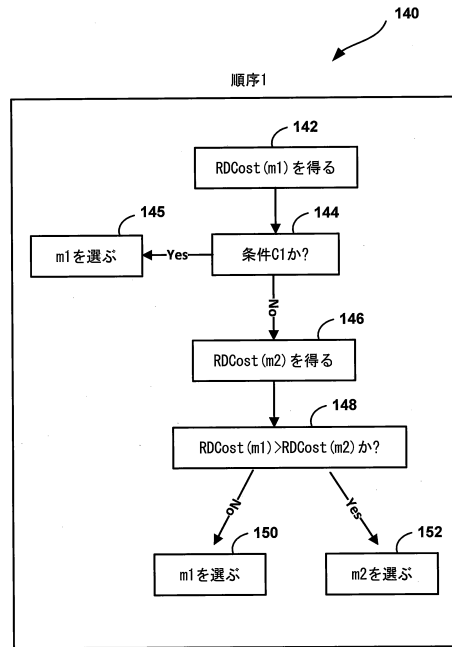 140
順序1
142
RDCost(m1)を得る
144
145
条件C1か?
m1を選ぶ
Yes
No
146
RDCost(m2)を得る
148
RDCost(m1)>RDCost(m2)か?
No
Yes
150
152
m1を選ぶ
m2を選ぶ